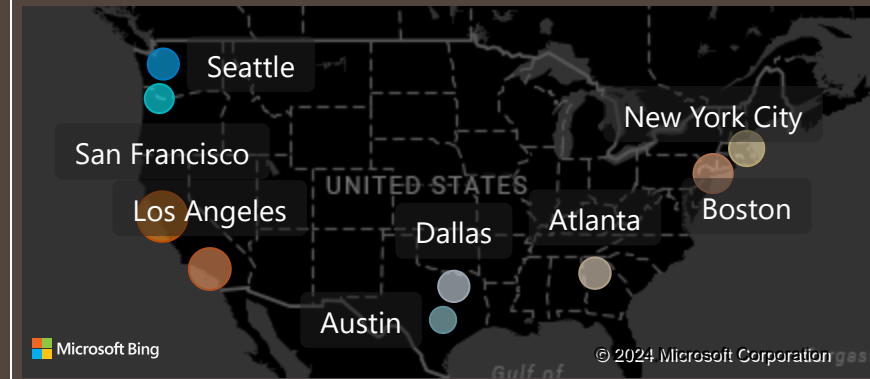 Seattle
New York City
San Francisco
UNITED STATES
Los Angeles
Boston
Atlanta
Dallas
Austin
Microsoft Bing
© 2024 Microsoft Corporation
Gulf of